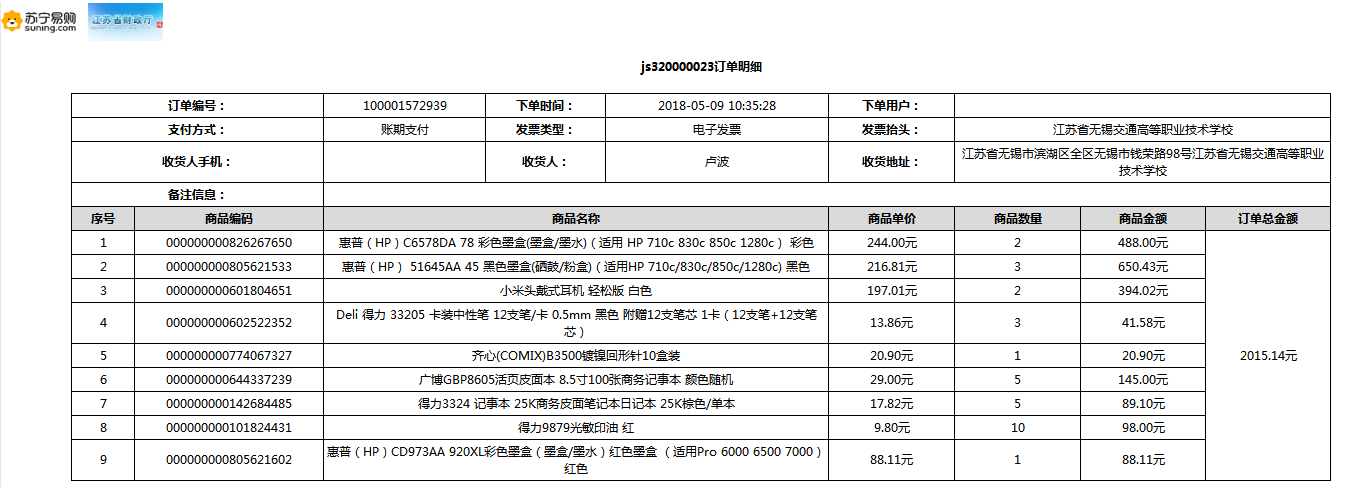 苏宁易购
suning.com
江苏省财政厅
js320000023订单明细
订单编号： 100001572939 下单时间： 2018-05-09 10:35:28 下单用户：
支付方式： 账期支付 发票类型： 电子发票 发票抬头： 江苏省无锡交通高等职业技术学校
收货人手机： 收货人： 卢波 收货地址： 江苏省无锡市滨湖区全区无锡市钱荣路98号江苏省无锡交通高等职业
技术学校
备注信息：
序号 商品编码 商品名称 商品单价 商品数量 商品金额 订单总金额
1 000000000826267650 惠普（HP）C6578DA 78 彩色墨盒(墨盒/墨水)（适用 HP 710c 830c 850c 1280c ） 彩色 244.00元 2 488.00元
2 000000000805621533 惠普（HP） 51645AA 45 黑色墨盒(硒鼓/粉盒)（适用HP 710c/830c/850c/1280c) 黑色 216.81元 3 650.43元
3 000000000601804651 小米头戴式耳机 轻松版 白色 197.01元 2 394.02元
4 000000000602522352 Deli 得力 33205 卡装中性笔 12支笔/卡 0.5mm 黑色 附赠12支笔芯 1卡（12支笔+12支笔
芯） 13.86元 3 41.58元
5 000000000774067327 齐心(COMIX)B3500镀镍回形针10盒装 20.90元 1 20.90元 2015.14元
6 000000000644337239 广博GBP8605活页皮面本 8.5寸100张商务记事本 颜色随机 29.00元 5 145.00元
7 000000000142684485 得力3324 记事本 25K商务皮面笔记本日记本 25K棕色/单本 17.82元 5 89.10元
8 000000000101824431 得力9879光敏印油 红 9.80元 10 98.00元
9 000000000805621602 惠普（HP）CD973AA 920XL彩色墨盒（墨盒/墨水）红色墨盒 （适用Pro 6000 6500 7000）
红色 88.11元 1 88.11元